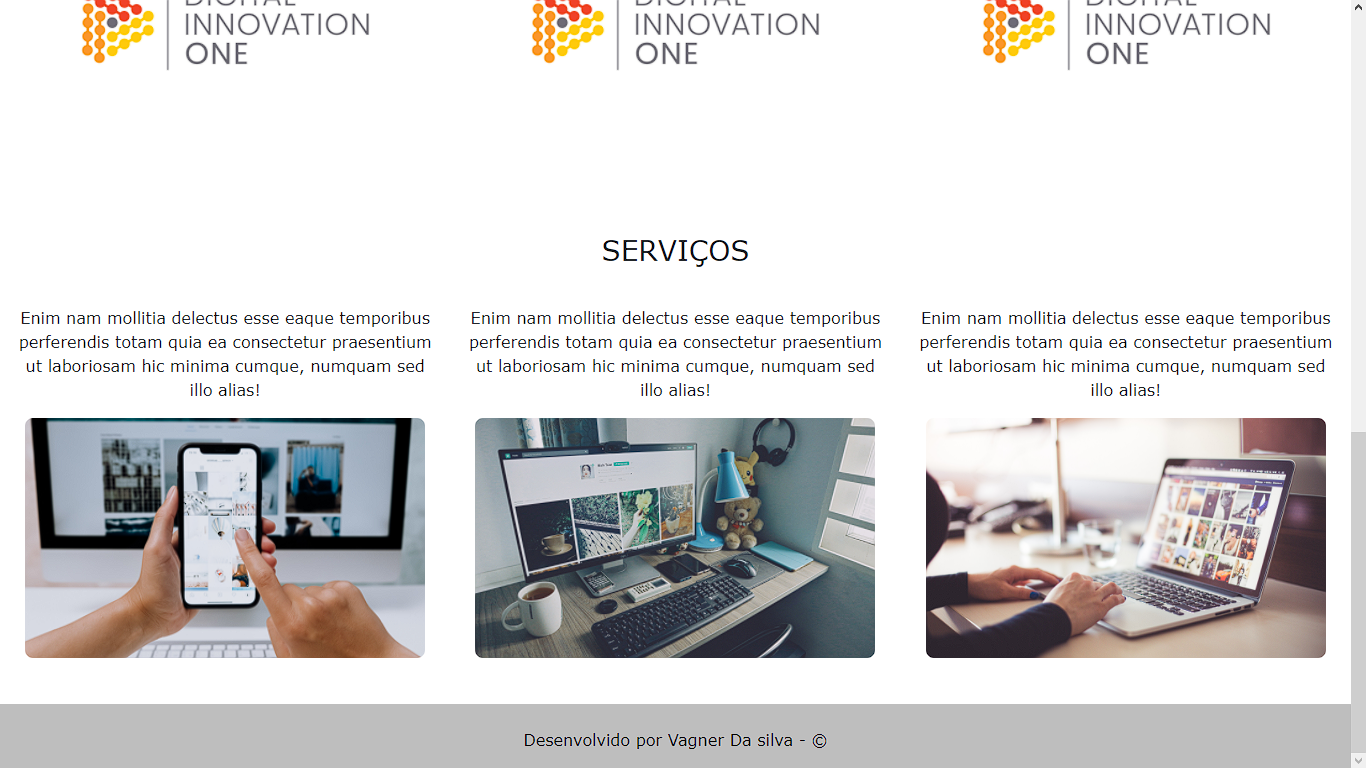 DIGITAL DIGITAL DIGITAL
INNOVATION INNOVATION INNOVATION
ONE ONE ONE
SERVIÇOS
Enim nam mollitia delectus esse eaque temporibus
perferendis totam quia ea consectetur praesentium
ut laboriosam hic minima cumque, numquam sed
illo alias!
Enim nam mollitia delectus esse eaque temporibus
perferendis totam quia ea consectetur praesentium
ut laboriosam hic minima cumque, numquam sed
illo alias!
Enim nam mollitia delectus esse eaque temporibus
perferendis totam quia ea consectetur praesentium
ut laboriosam hic minima cumque, numquam sed
illo alias!
Desenvolvido por Vagner Da silva - ©